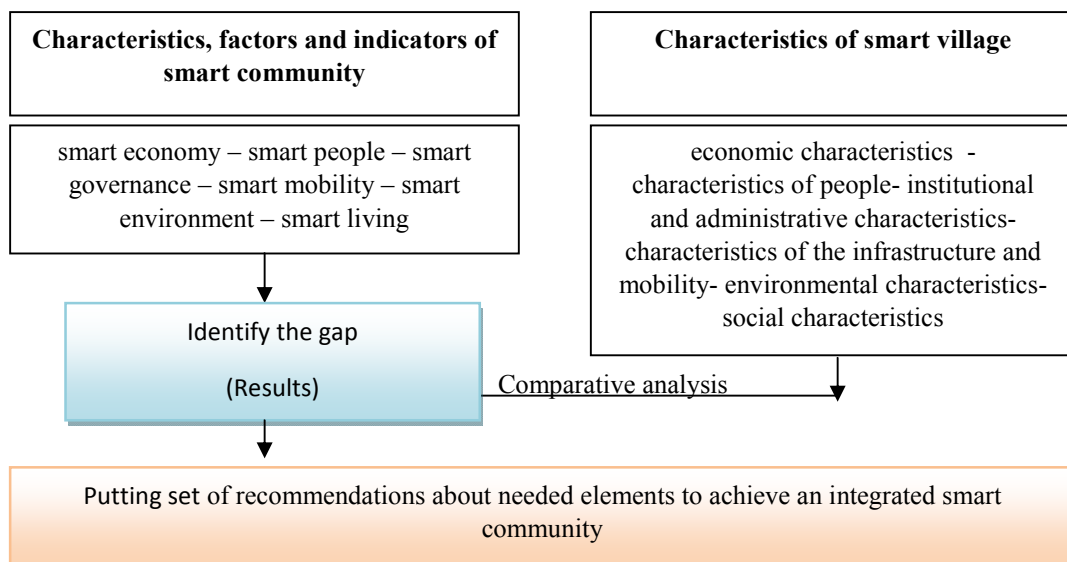 Characteristics, factors and indicators of
smart community
smart economy – smart people – smart
governance – smart mobility – smart
environment – smart living
Characteristics of smart village
economic characteristics -
characteristics of people- institutional
and administrative characteristics-
characteristics of the infrastructure and
mobility- environmental characteristics-
social characteristics
Identify the gap
(Results)
Comparative analysis
Putting set of recommendations about needed elements to achieve an integrated smart
community